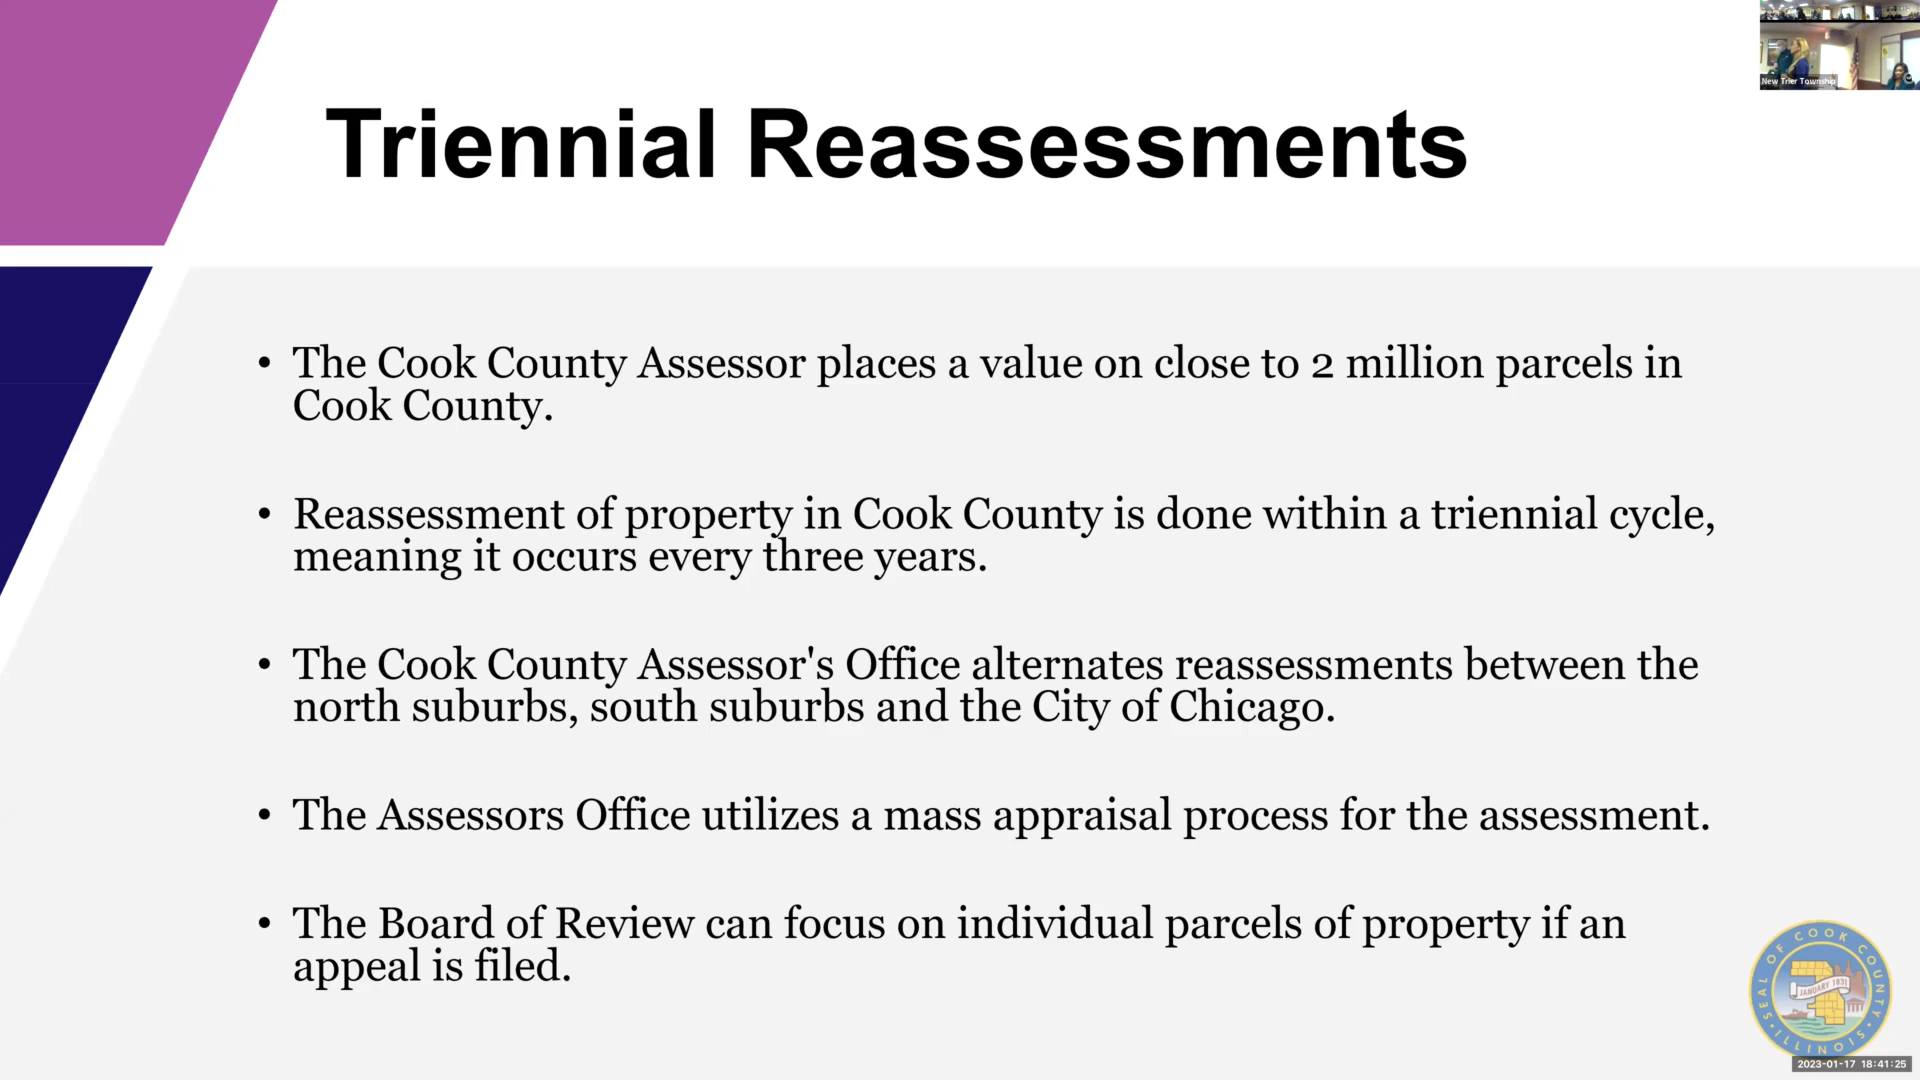 New Trier Township
Triennial Reassessments
• The Cook County Assessor places a value on close to 2 million parcels in
Cook County.
• Reassessment of property in Cook County is done within a triennial cycle,
meaning it occurs every three years.
• The Cook County Assessor's Office alternates reassessments between the
north suburbs, south suburbs and the City of Chicago.
• The Assessors Office utilizes a mass appraisal process for the assessment.
• The Board of Review can focus on individual parcels of property if an
appeal is filed.
SEAL OF COOK COUNTY
JANUARY 1831
ILLINOIS
2023-01-17 18:41:25